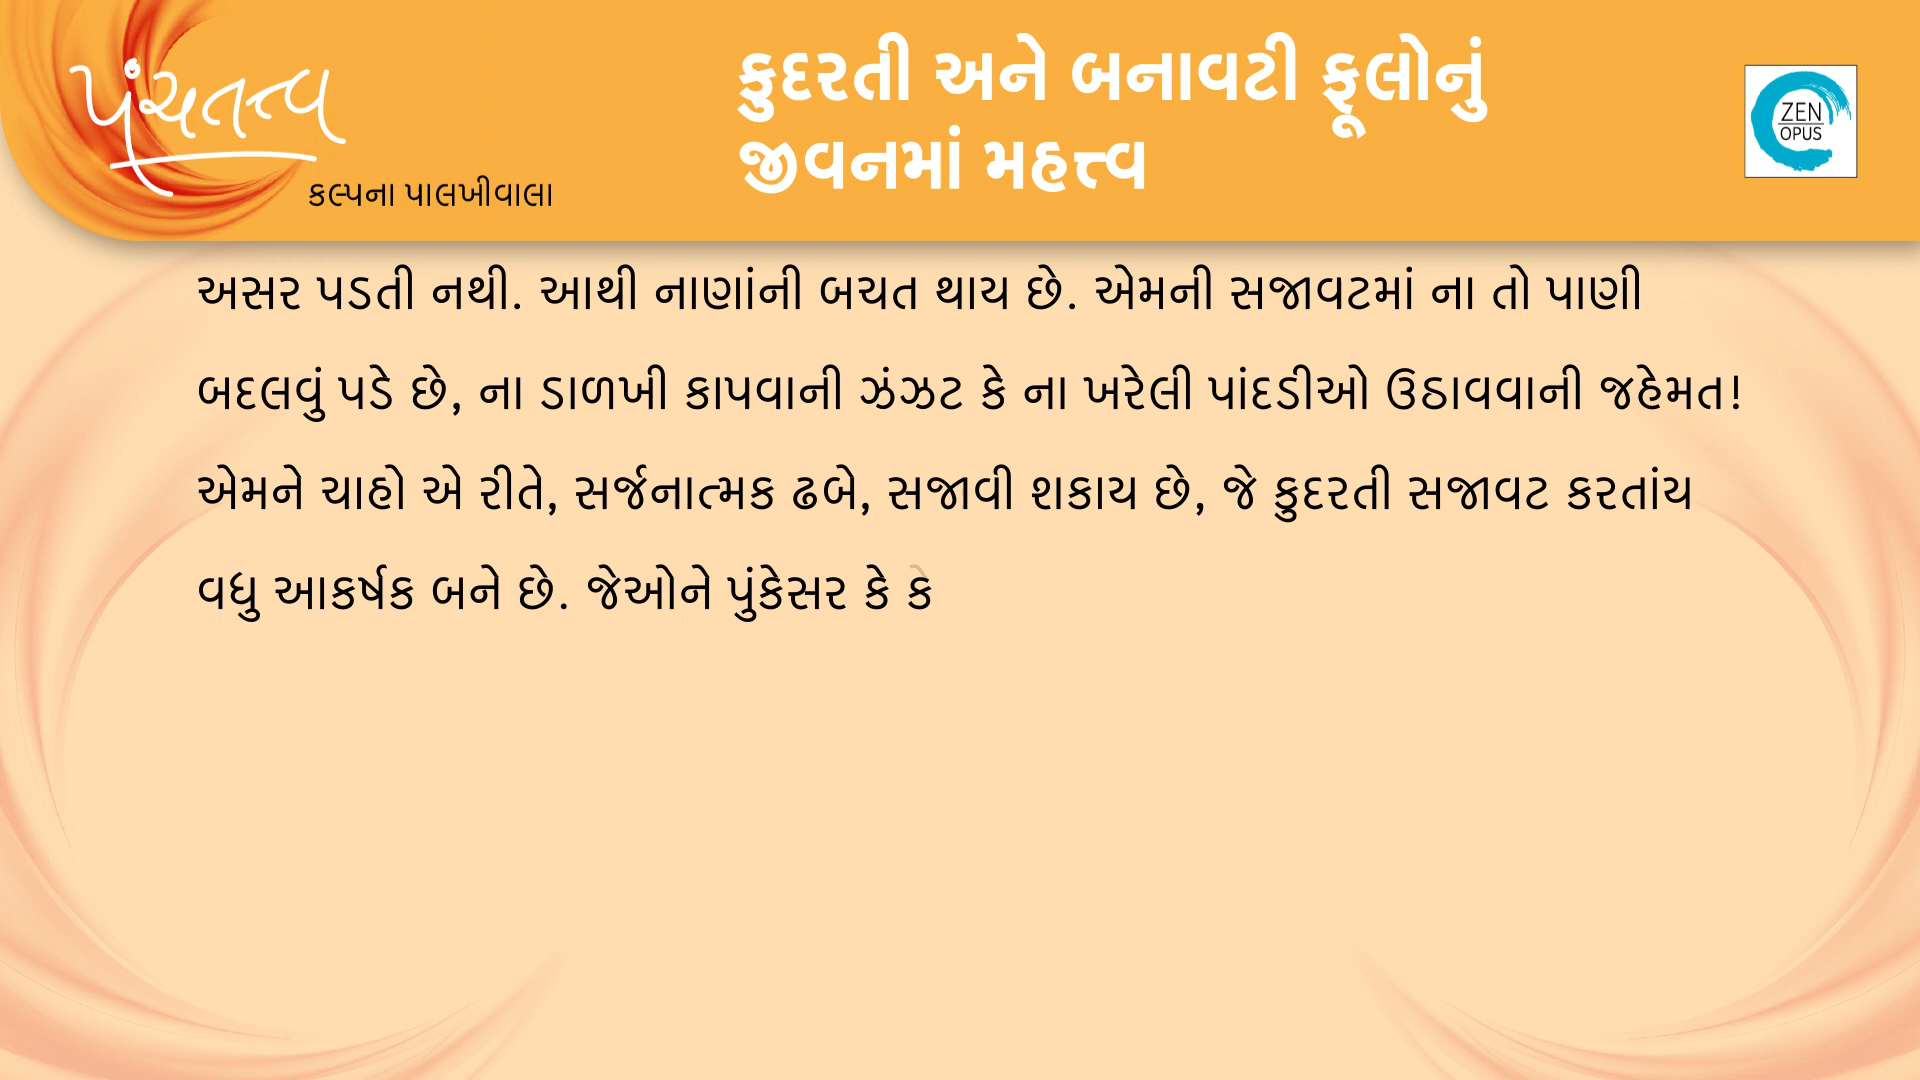 પંચતત્ત્વ
કલ્પના પાલખીવાલા
કુદરતી અને બનાવટી ફૂલોનું
જીવનમાં મહત્ત્વ
ZEN
OPUS
અસર પડતી નથી. આથી નાણાંની બચત થાય છે. એમની સજાવટમાં ના તો પાણી
બદલવું પડે છે, ના ડાળખી કાપવાની ઝંઝટ કે ના ખરેલી પાંદડીઓ ઉઠાવવાની જહેમત!
એમને ચાહો એ રીતે, સર્જનાત્મક ઢબે, સજાવી શકાય છે, જે કુદરતી સજાવટ કરતાંય
વધુ આકર્ષક બને છે. જેઓને પુંકેસર કે કે